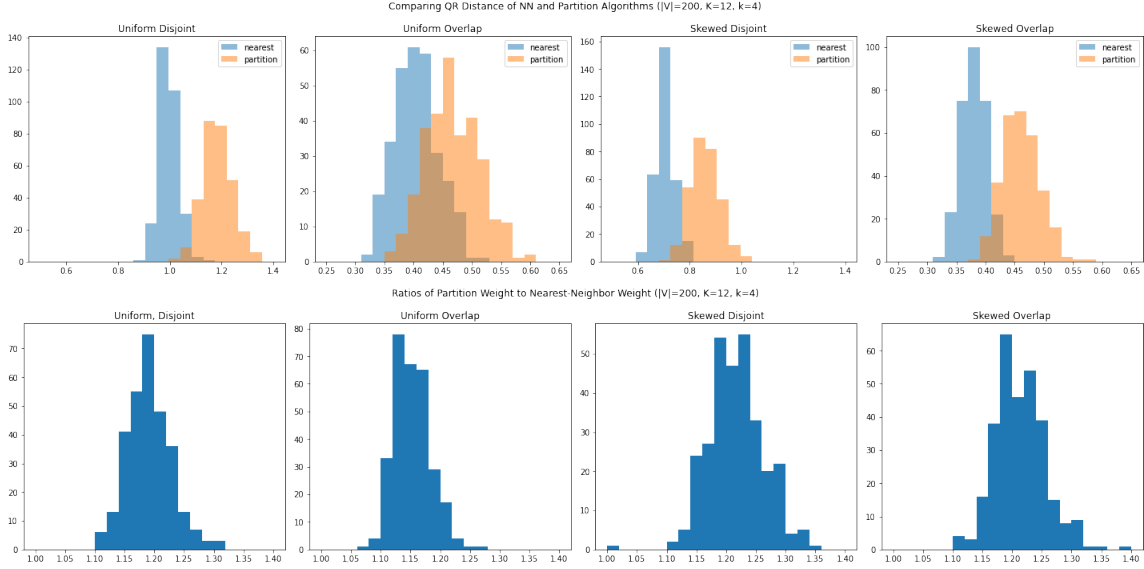 Comparing QR Distance of NN and Partition Algorithms (|V|=200, K=12, k=4)
Uniform Disjoint
nearest
partition
140
120
100
80
60
40
20
0
0.6 0.8 1.0 1.2 1.4
Uniform Overlap
nearest
partition
60
50
40
30
20
10
0
0.25 0.30 0.35 0.40 0.45 0.50 0.55 0.60 0.65
Skewed Disjoint
nearest
partition
160
140
120
100
80
60
40
20
0
0.6 0.8 1.0 1.2 1.4
Skewed Overlap
nearest
partition
100
80
60
40
20
0
0.25 0.30 0.35 0.40 0.45 0.50 0.55 0.60 0.65
Ratios of Partition Weight to Nearest-Neighbor Weight (|V|=200, K=12, k=4)
Uniform, Disjoint
70
60
50
40
30
20
10
0
1.00 1.05 1.10 1.15 1.20 1.25 1.30 1.35 1.40
Uniform Overlap
80
70
60
50
40
30
20
10
0
1.00 1.05 1.10 1.15 1.20 1.25 1.30 1.35 1.40
Skewed Disjoint
50
40
30
20
10
0
1.00 1.05 1.10 1.15 1.20 1.25 1.30 1.35 1.40
Skewed Overlap
60
50
40
30
20
10
0
1.00 1.05 1.10 1.15 1.20 1.25 1.30 1.35 1.40